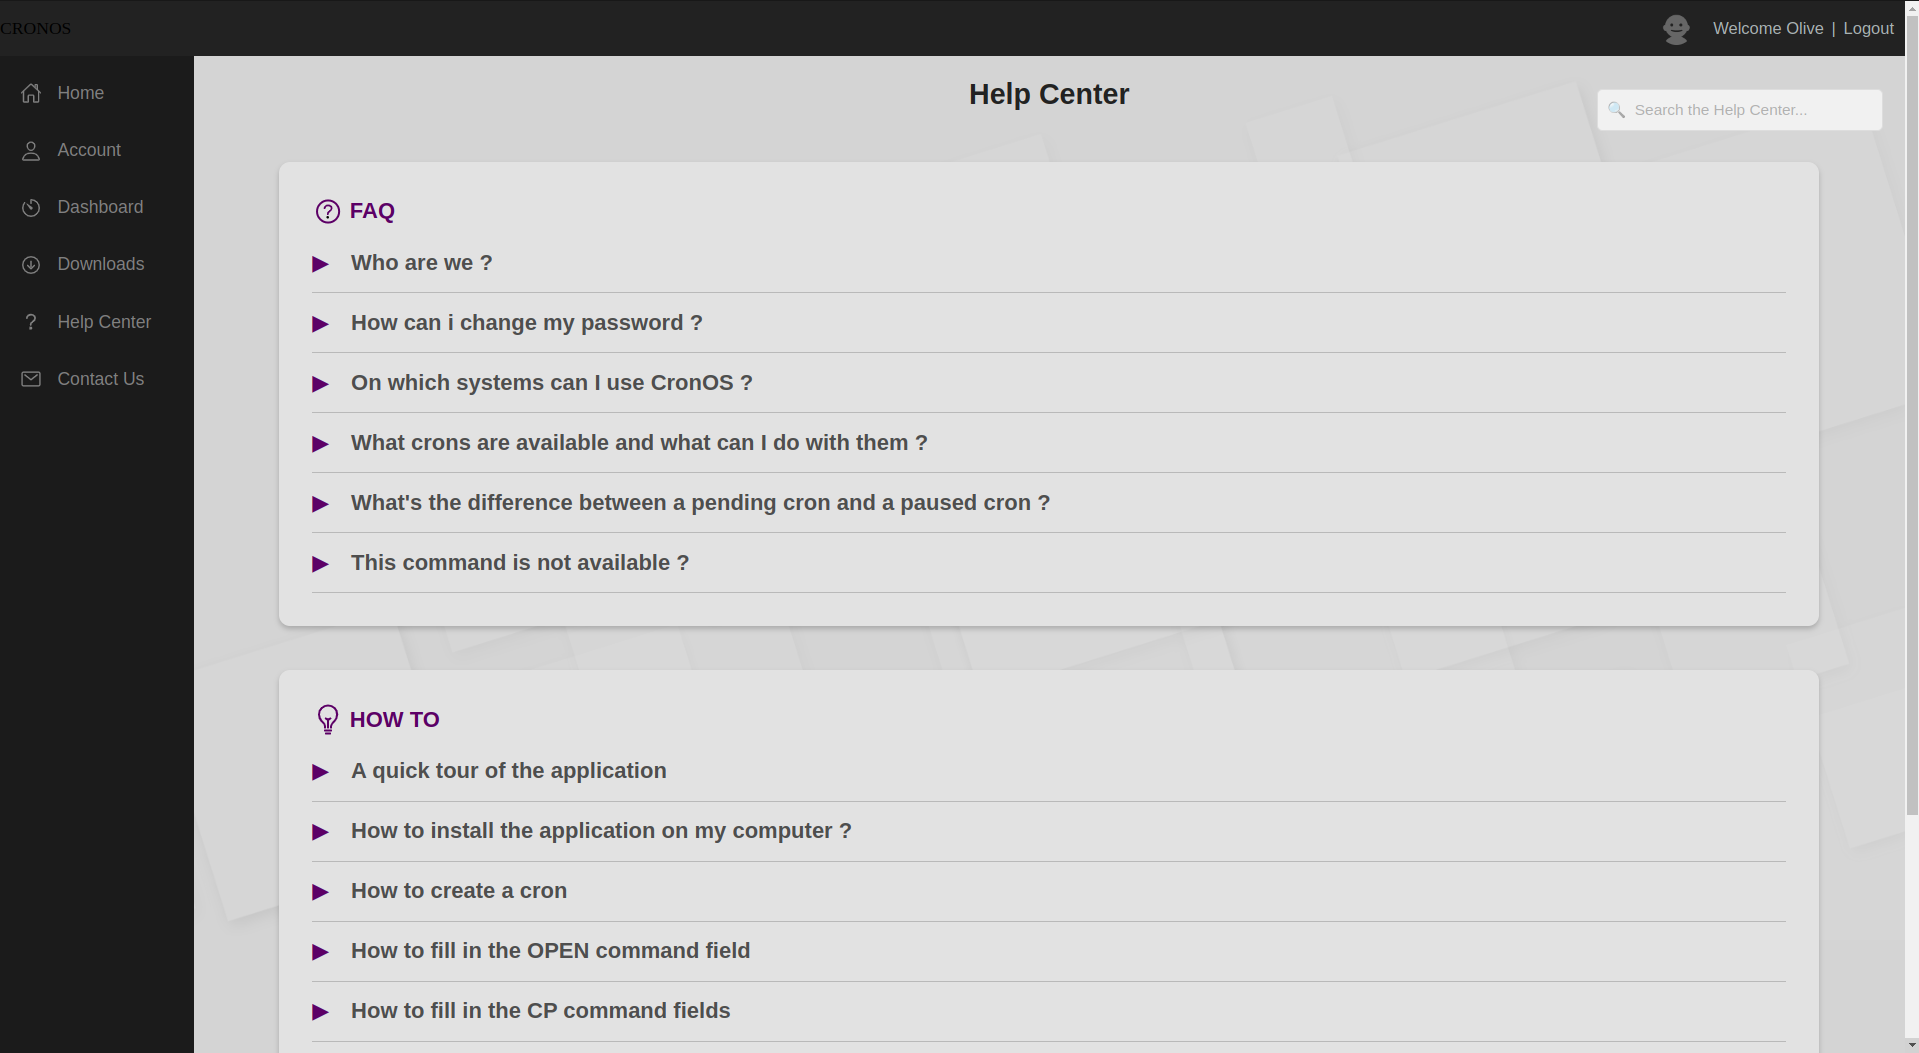 CRONOS
Welcome Olive | Logout
Home
Account
Dashboard
Downloads
Help Center
Contact Us
Help Center
Search the Help Center...
FAQ
Who are we ?
How can i change my password ?
On which systems can I use CronOS ?
What crons are available and what can I do with them ?
What's the difference between a pending cron and a paused cron ?
This command is not available ?
HOW TO
A quick tour of the application
How to install the application on my computer ?
How to create a cron
How to fill in the OPEN command field
How to fill in the CP command fields